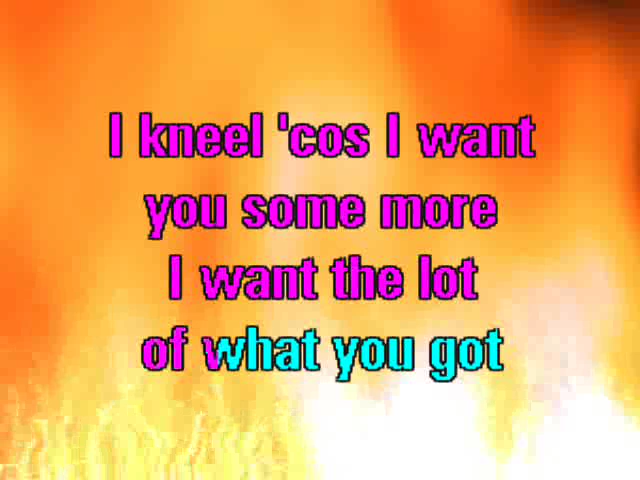 I kneel 'cos I want
you some more
I want the lot
of what you got